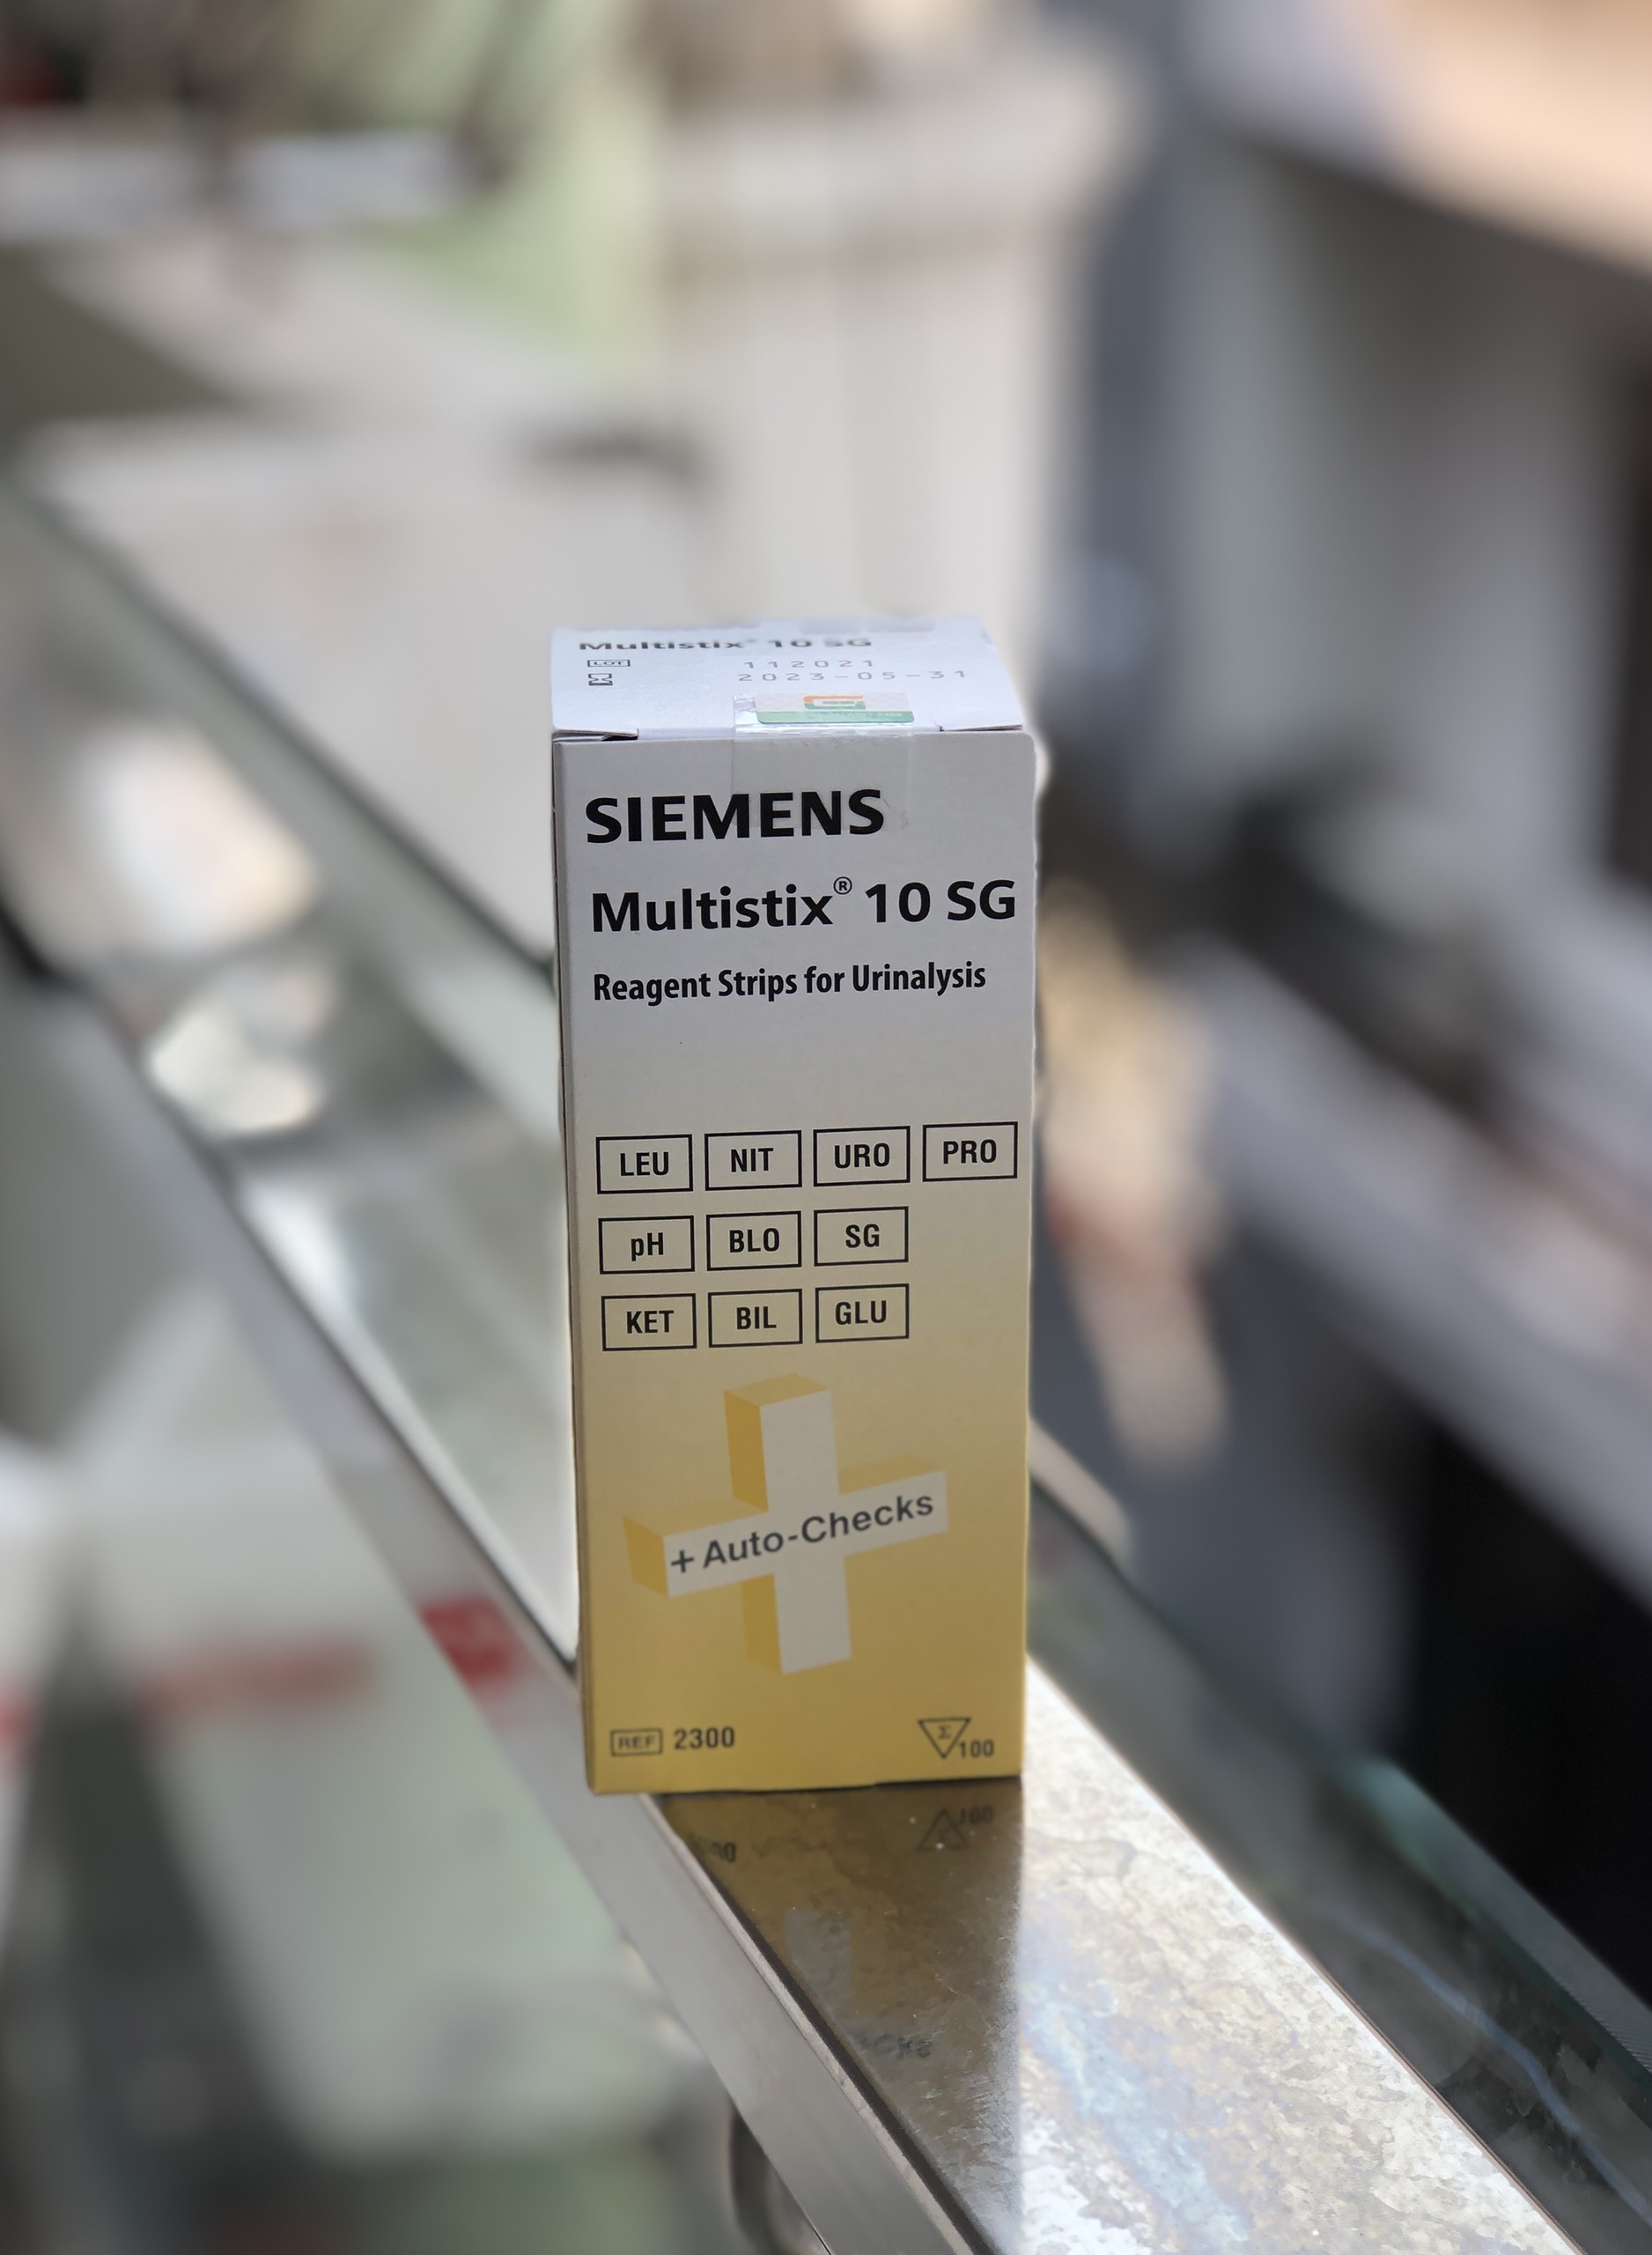 Multistix® 10 SG
LOT 112021
2023-05-31
SIEMENS
Multistix® 10 SG
Reagent Strips for Urinalysis
LEU NIT URO PRO
pH BLO SG
KET BIL GLU
+ Auto-Checks
REF 2300 Σ 100